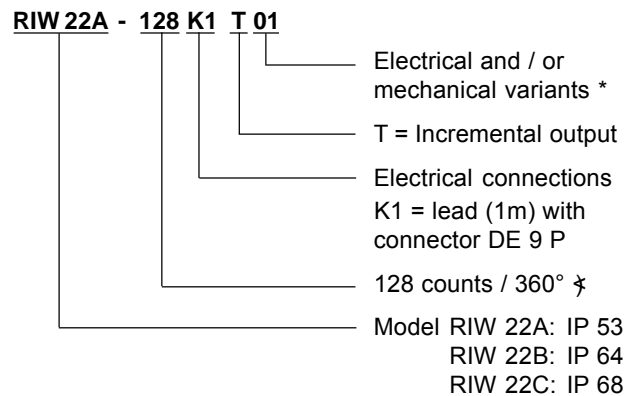 RIW 22A - 128 K1 T 01
Electrical and / or
mechanical variants *
T = Incremental output
Electrical connections
K1 = lead (1m) with
connector DE 9 P
128 counts / 360° ∢
Model RIW 22A: IP 53
RIW 22B: IP 64
RIW 22C: IP 68